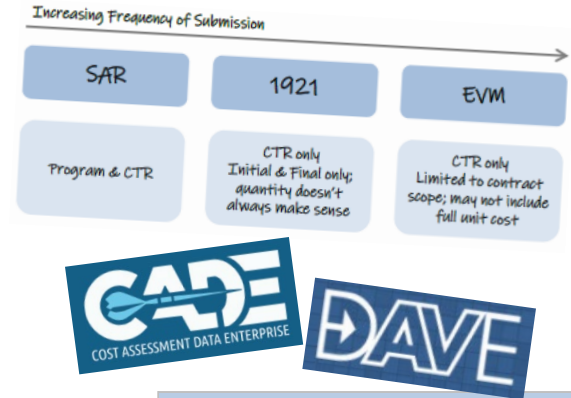 Increasing Frequency of Submission
SAR
1921
EVM
Program & CTR
CTR only
Initial & Final only;
quantity doesn't
always make sense
CTR only
Limited to contract
scope; may not include
full unit cost
CADE
COST ASSESSMENT DATA ENTERPRISE
DAVE